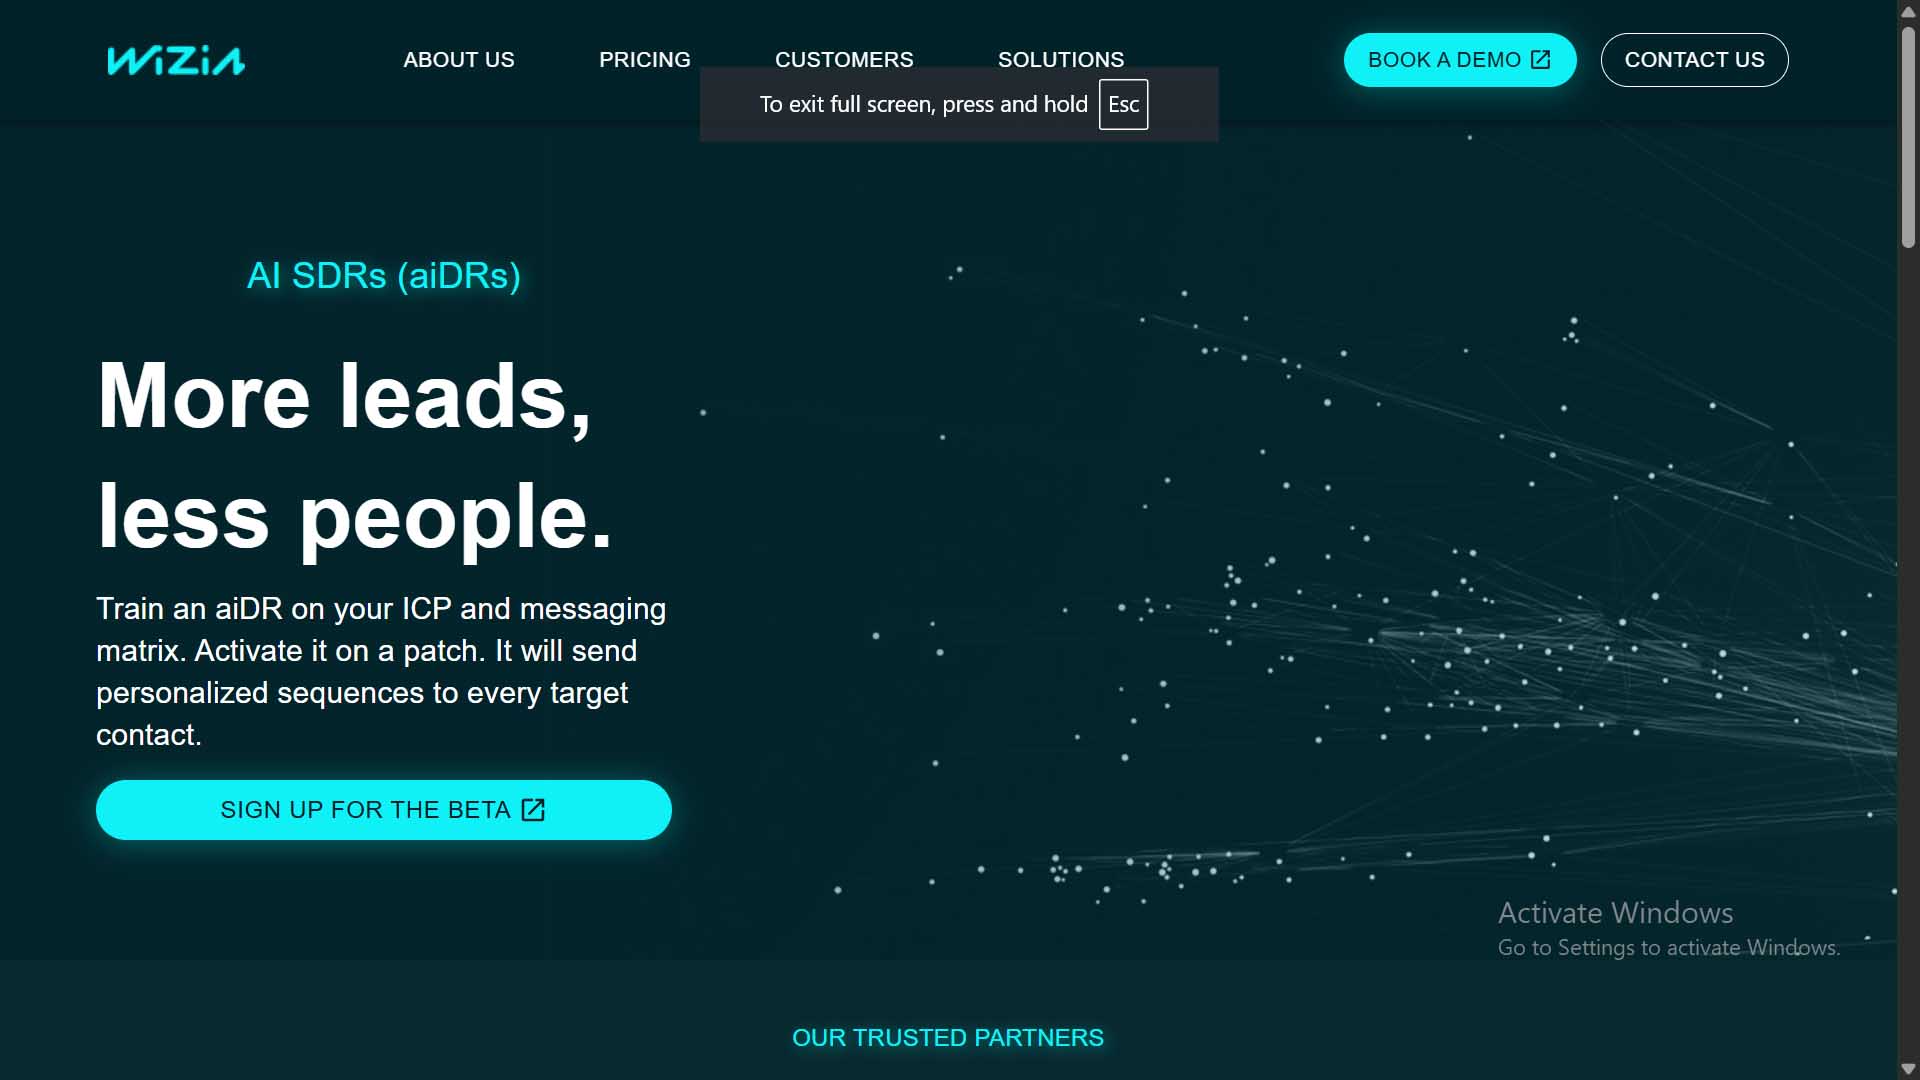 WiZiA
ABOUT US
PRICING
CUSTOMERS
SOLUTIONS
BOOK A DEMO
CONTACT US
To exit full screen, press and hold Esc
AI SDRs (aiDRs)
More leads,
less people.
Train an aiDR on your ICP and messaging
matrix. Activate it on a patch. It will send
personalized sequences to every target
contact.
SIGN UP FOR THE BETA
Activate Windows
Go to Settings to activate Windows.
OUR TRUSTED PARTNERS